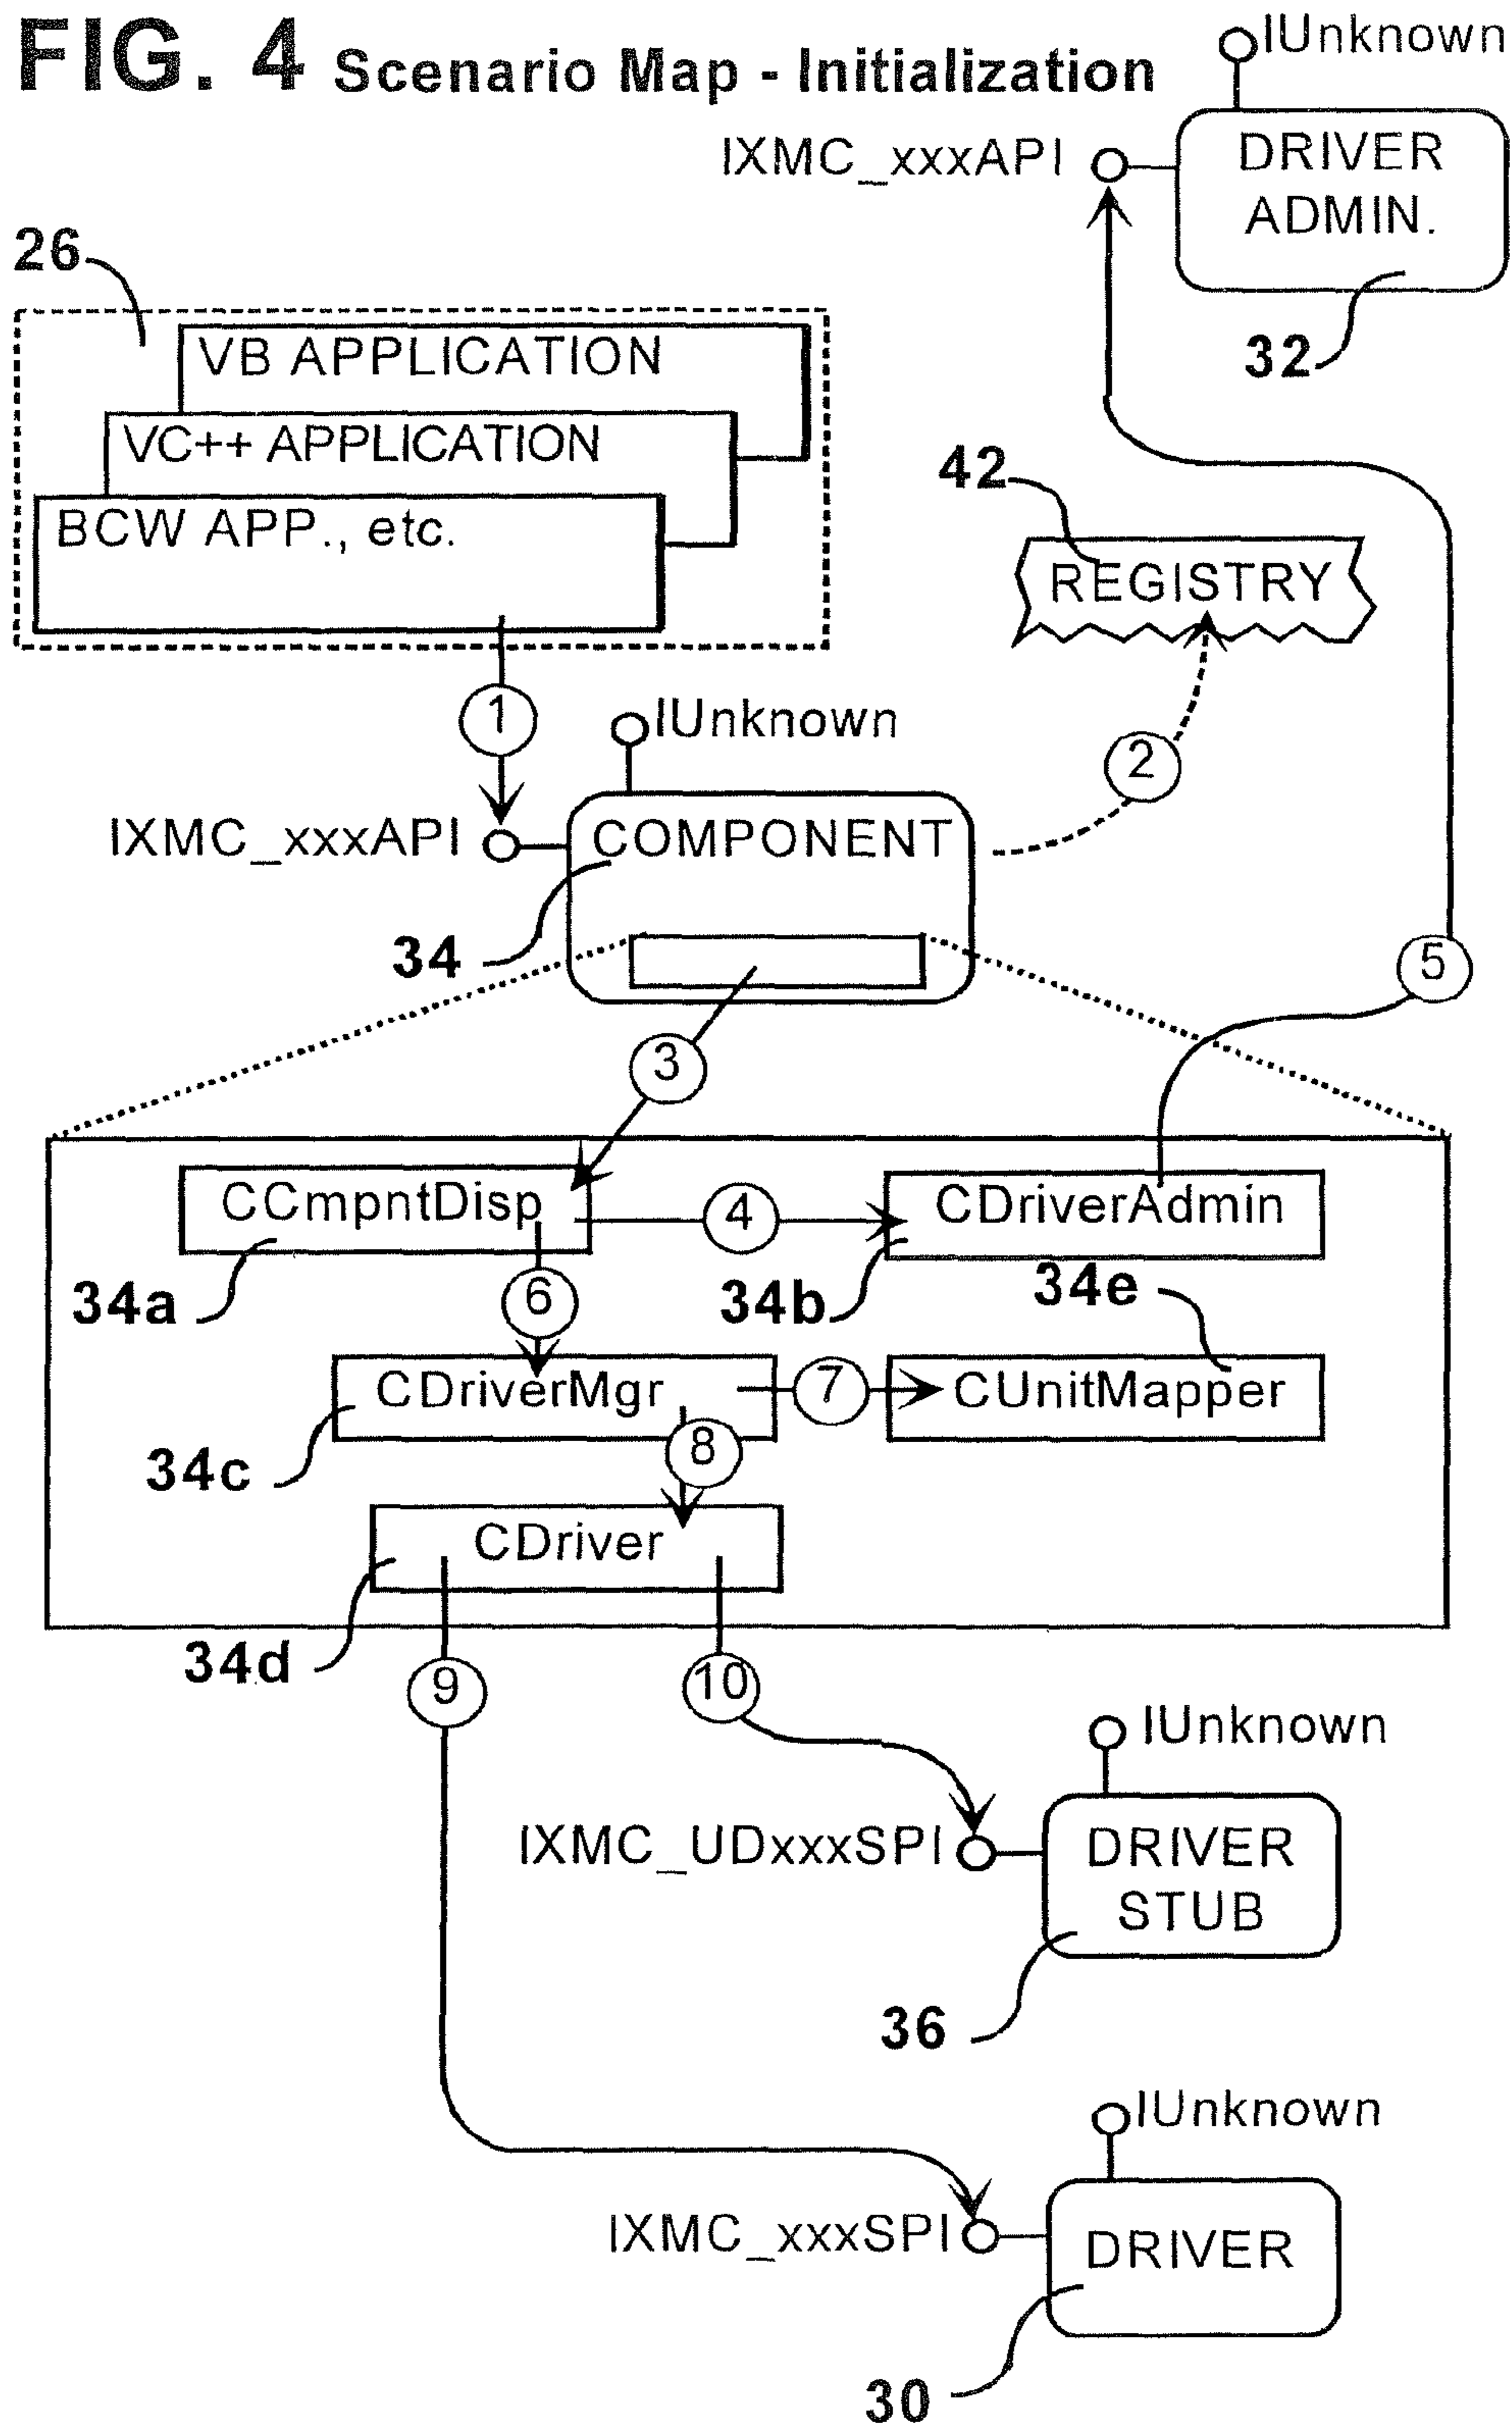 FIG. 4 Scenario Map - Initialization
IUnknown
IXMC_xxxAPI
DRIVER
ADMIN.
32
26
VB APPLICATION
VC++ APPLICATION
BCW APP., etc.
42
REGISTRY
1
IUnknown
2
IXMC_xxxAPI
COMPONENT
34
5
3
CCmpntDisp
4
CDriverAdmin
34a
6
34b
34e
CDriverMgr
7
CUnitMapper
34c
8
CDriver
34d
9
10
IUnknown
IXMC_UDxxxSPI
DRIVER
STUB
36
IUnknown
IXMC_xxxSPI
DRIVER
30